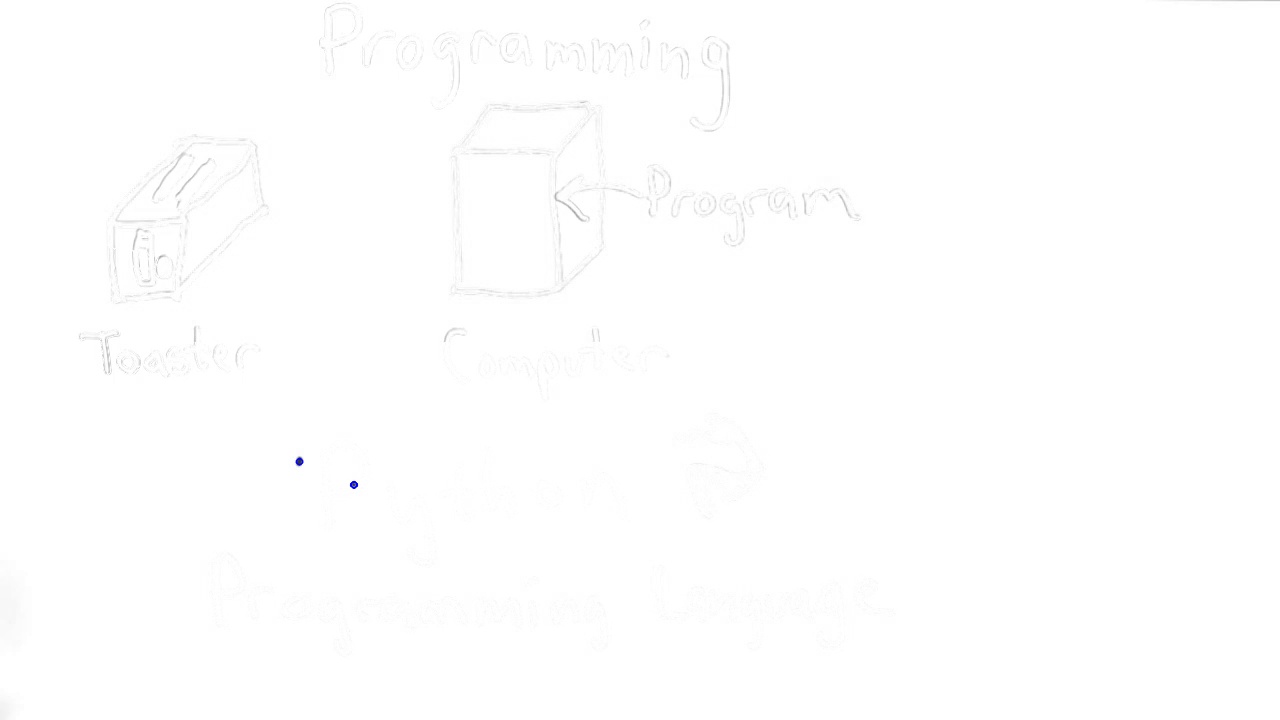 Programming
Program
Toaster
Computer
Python
Programming Language